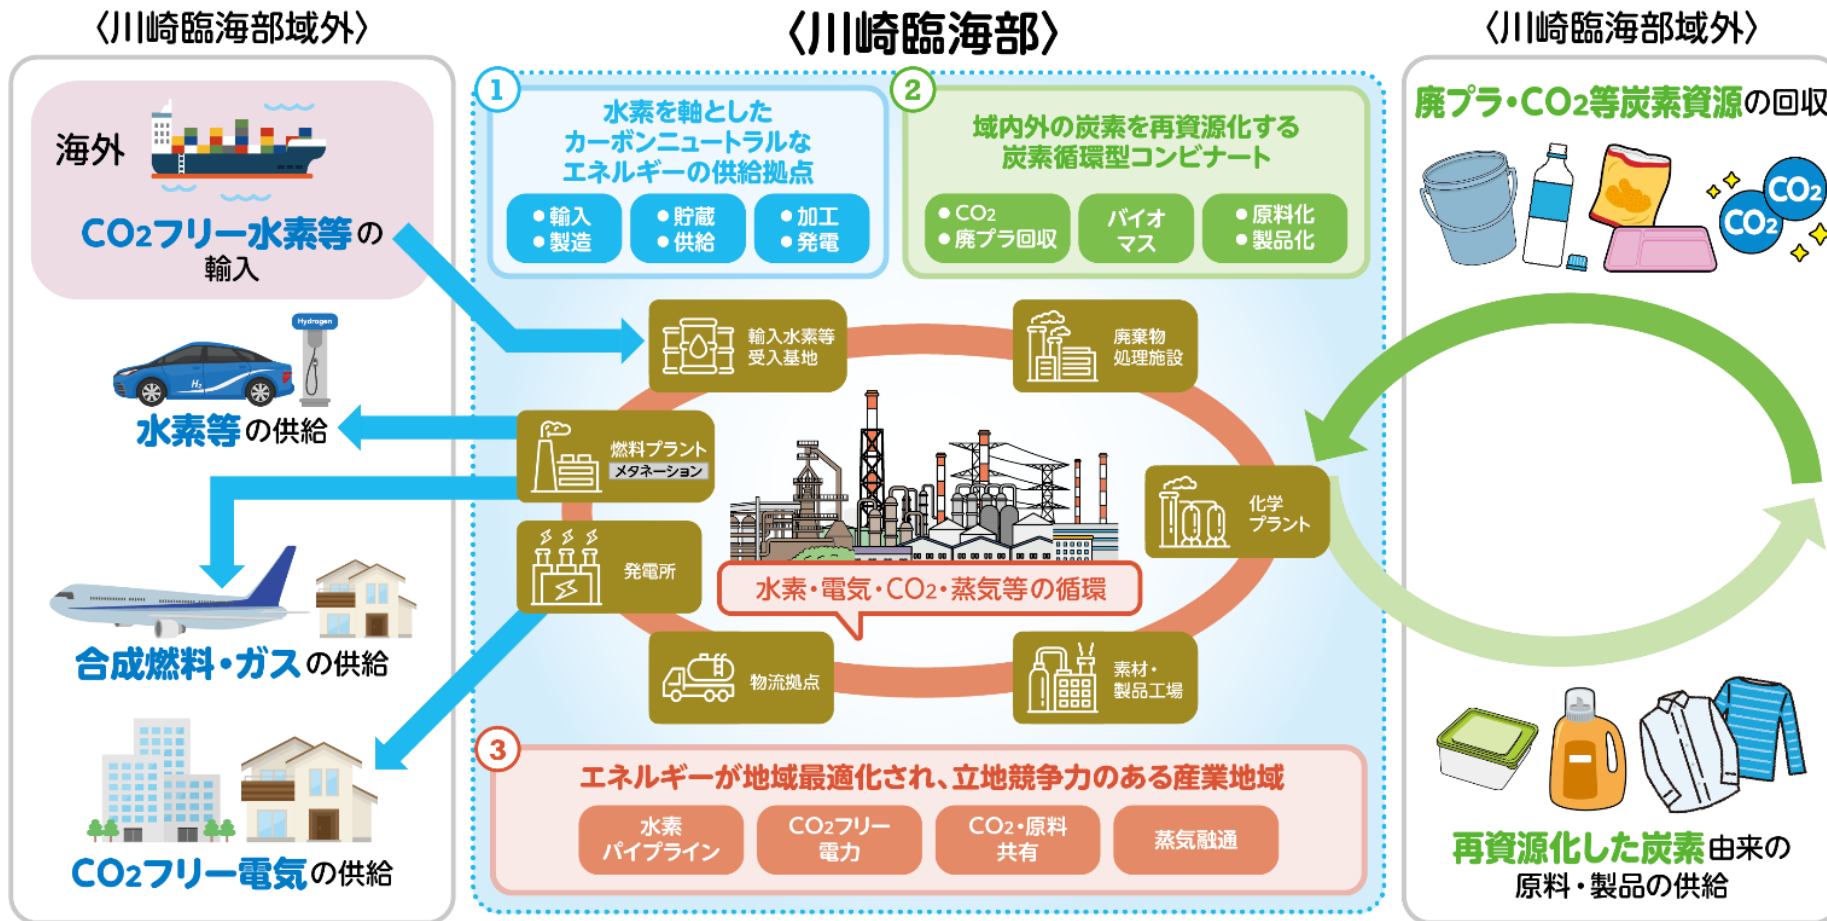 〈川崎臨海部域外〉
海外
CO2フリー水素等の
輸入
Hydrogen
H2
水素等の供給
合成燃料・ガスの供給
CO2フリー電気の供給
〈川崎臨海部〉
1
水素を軸とした
カーボンニュートラルな
エネルギーの供給拠点
●輸入
●製造
●貯蔵
●供給
●加工
●発電
2
域内外の炭素を再資源化する
炭素循環型コンビナート
●CO2
●廃プラ回収
バイオ
マス
●原料化
●製品化
輸入水素等
受入基地
廃棄物
処理施設
燃料プラント
メタネーション
化学
プラント
発電所
水素・電気・CO2・蒸気等の循環
物流拠点
素材・
製品工場
3
エネルギーが地域最適化され、立地競争力のある産業地域
水素
パイプライン
CO2フリー
電力
CO2・原料
共有
蒸気融通
〈川崎臨海部域外〉
廃プラ・CO2等炭素資源の回収
CO2
CO2
再資源化した炭素由来の
原料・製品の供給